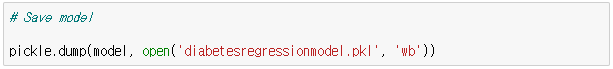 # Save model
pickle.dump(model, open('diabetesregressionmodel.pkl', 'wb'))